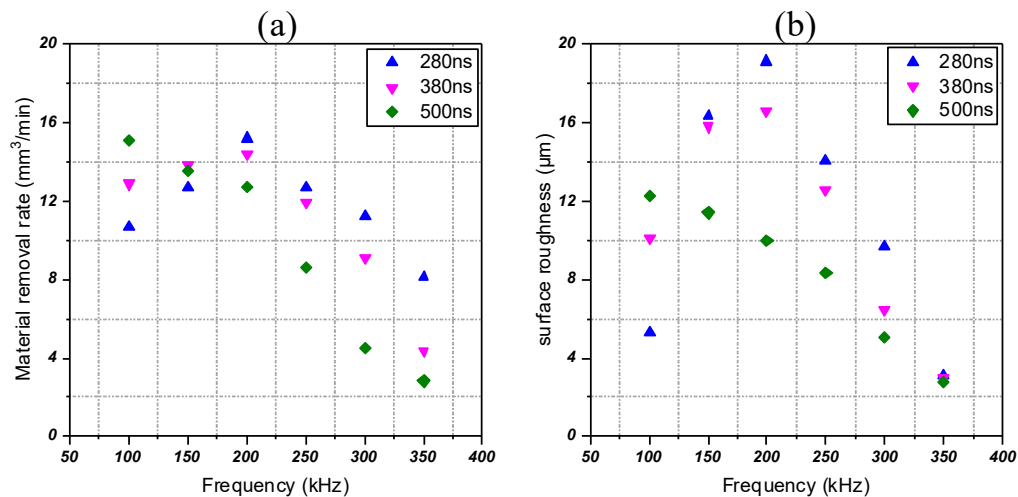 (a)
20
16
12
8
4
0
50 100 150 200 250 300 350 400
Frequency (kHz)
Material removal rate (mm³/min)
280ns
380ns
500ns
(b)
20
16
12
8
4
0
50 100 150 200 250 300 350 400
Frequency (kHz)
surface roughness (μm)
280ns
380ns
500ns